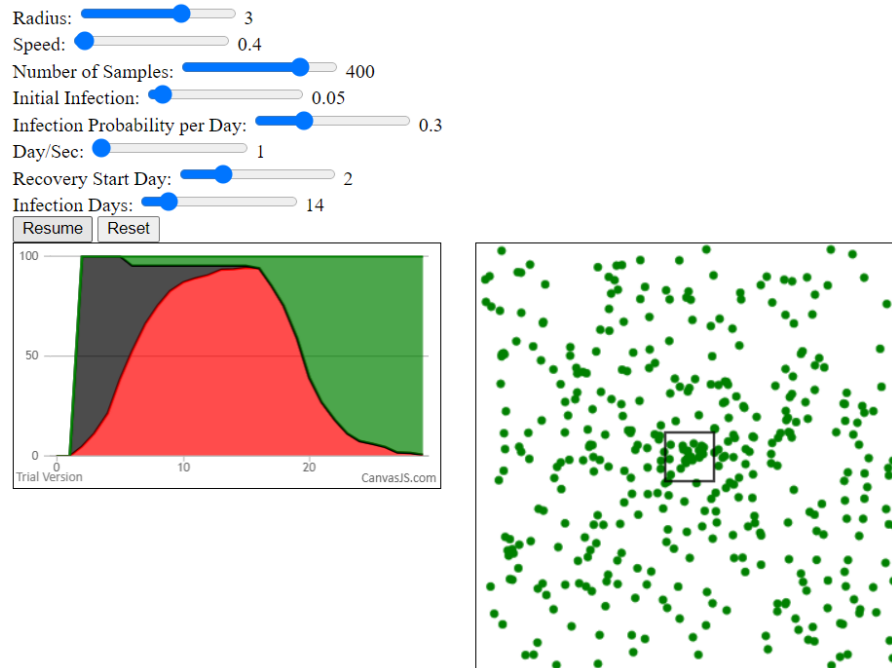 Radius: 3
Speed: 0.4
Number of Samples: 400
Initial Infection: 0.05
Infection Probability per Day: 0.3
Day/Sec: 1
Recovery Start Day: 2
Infection Days: 14
Resume Reset
100
50
0
0 10 20
Trial Version CanvasJS.com